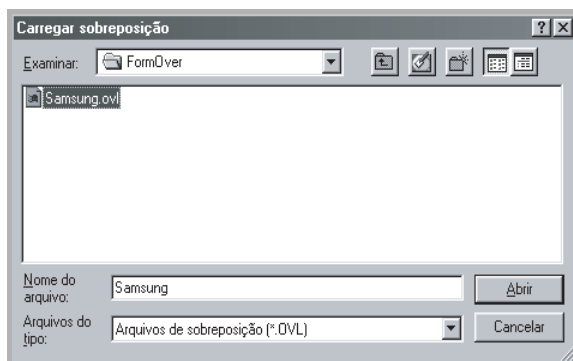 Carregar sobreposição
Examinar: FormOver
Samsung.ovl
Nome do arquivo: Samsung Abrir
Arquivos do tipo: Arquivos de sobreposição (*.OVL) Cancelar